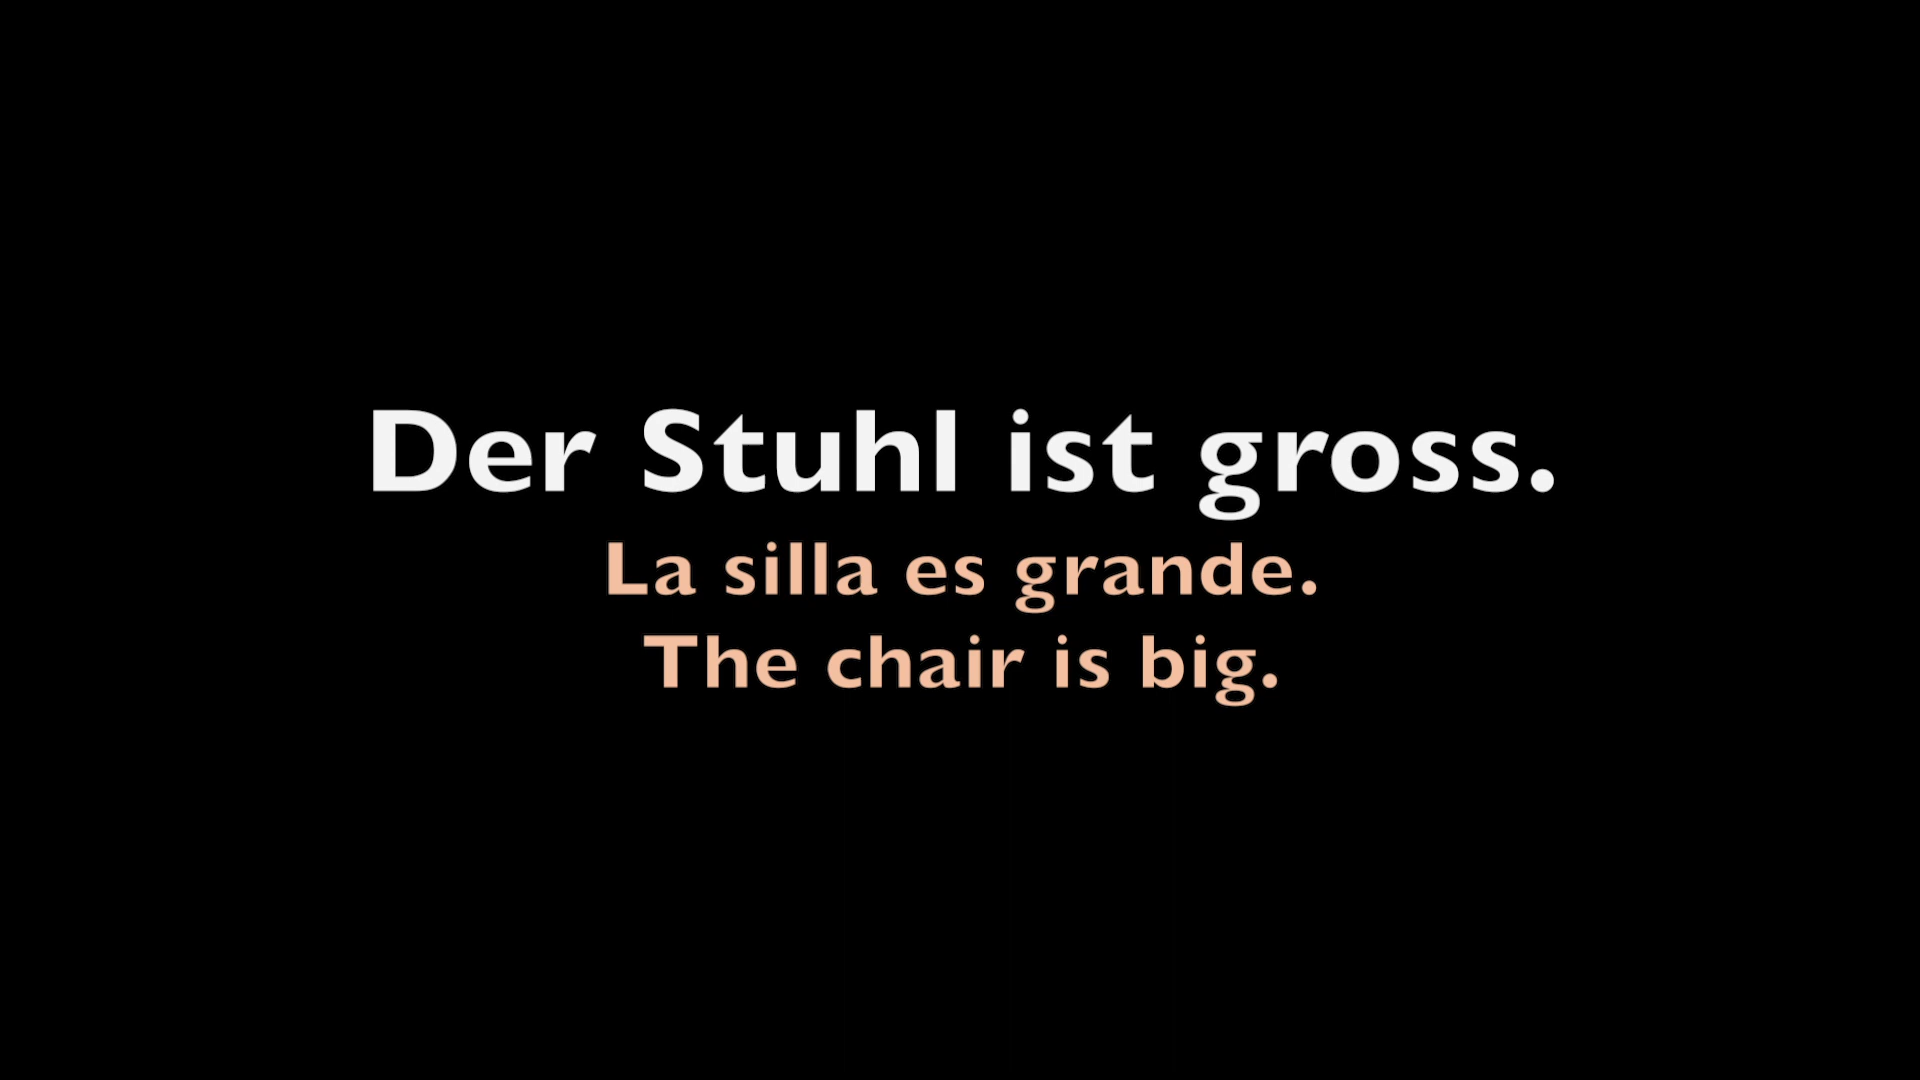 Der Stuhl ist gross.
La silla es grande.
The chair is big.